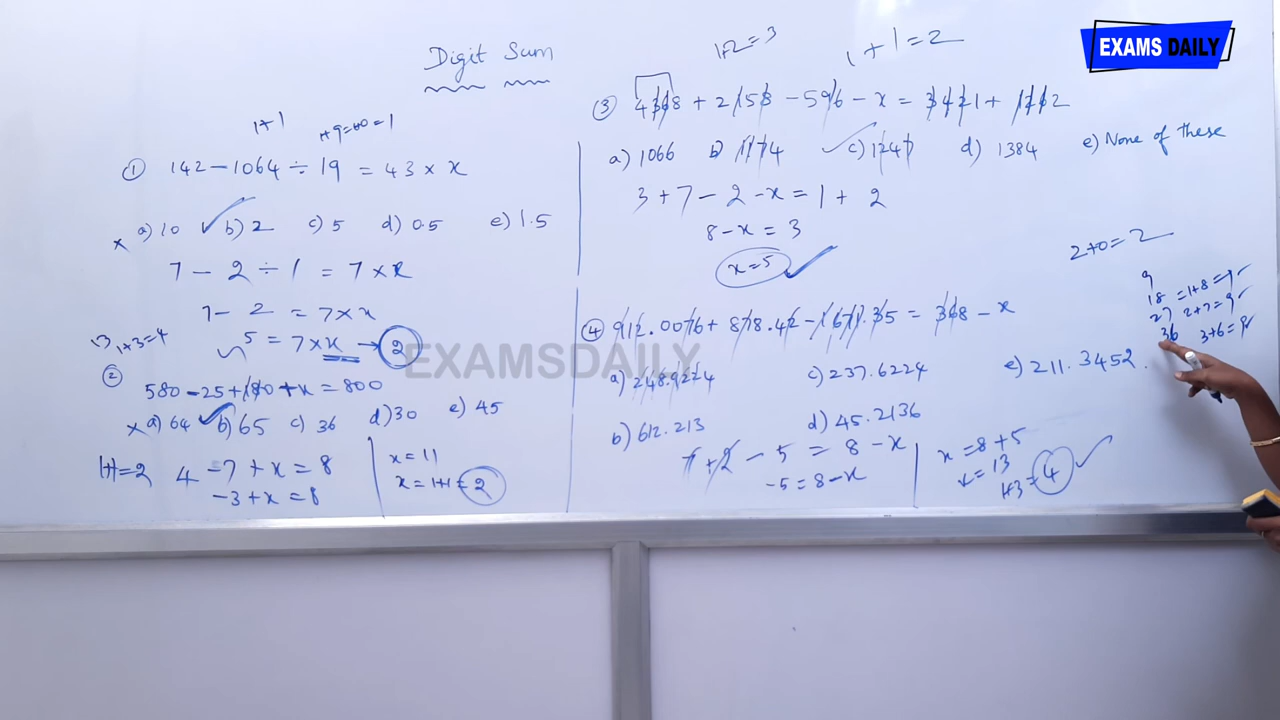 EXAMS DAILY
Digit Sum
1+1
1+9=10=1
① 142 - 1064 ÷ 19 = 43 × x
a) 10 b) 2 c) 5 d) 0.5 e) 1.5
7 - 2 ÷ 1 = 7 × x
7 - 2 = 7 × x
13, 1+3=4
5 = 7 × x → 2
② 580 - 25 + 180 + x = 800
a) 64 b) 65 c) 36 d) 30 e) 45
1+1=2
4 - 7 + x = 8
-3 + x = 8
x = 11
x = 1+1 = 2
1+2=3
1+1=2
③ 4368 + 2158 - 596 - x = 3421 + 1262
a) 1066 b) 1174 c) 1247 d) 1384 e) None of these
3 + 7 - 2 - x = 1 + 2
8 - x = 3
x = 5
2+0=2
9
18 = 1+8 = 9
27 2+7 = 9
36 3+6 = 9
④ 912.0076 + 818.42 - 1671.35 = 368 - x
a) 248.9224 c) 237.6224 e) 211.3452.
b) 612.213 d) 45.2136
- 5 = 8 - x
-5 = 8 - x
x = 8 + 5
x = 13
1+3 = 4
EXAMSDAILY